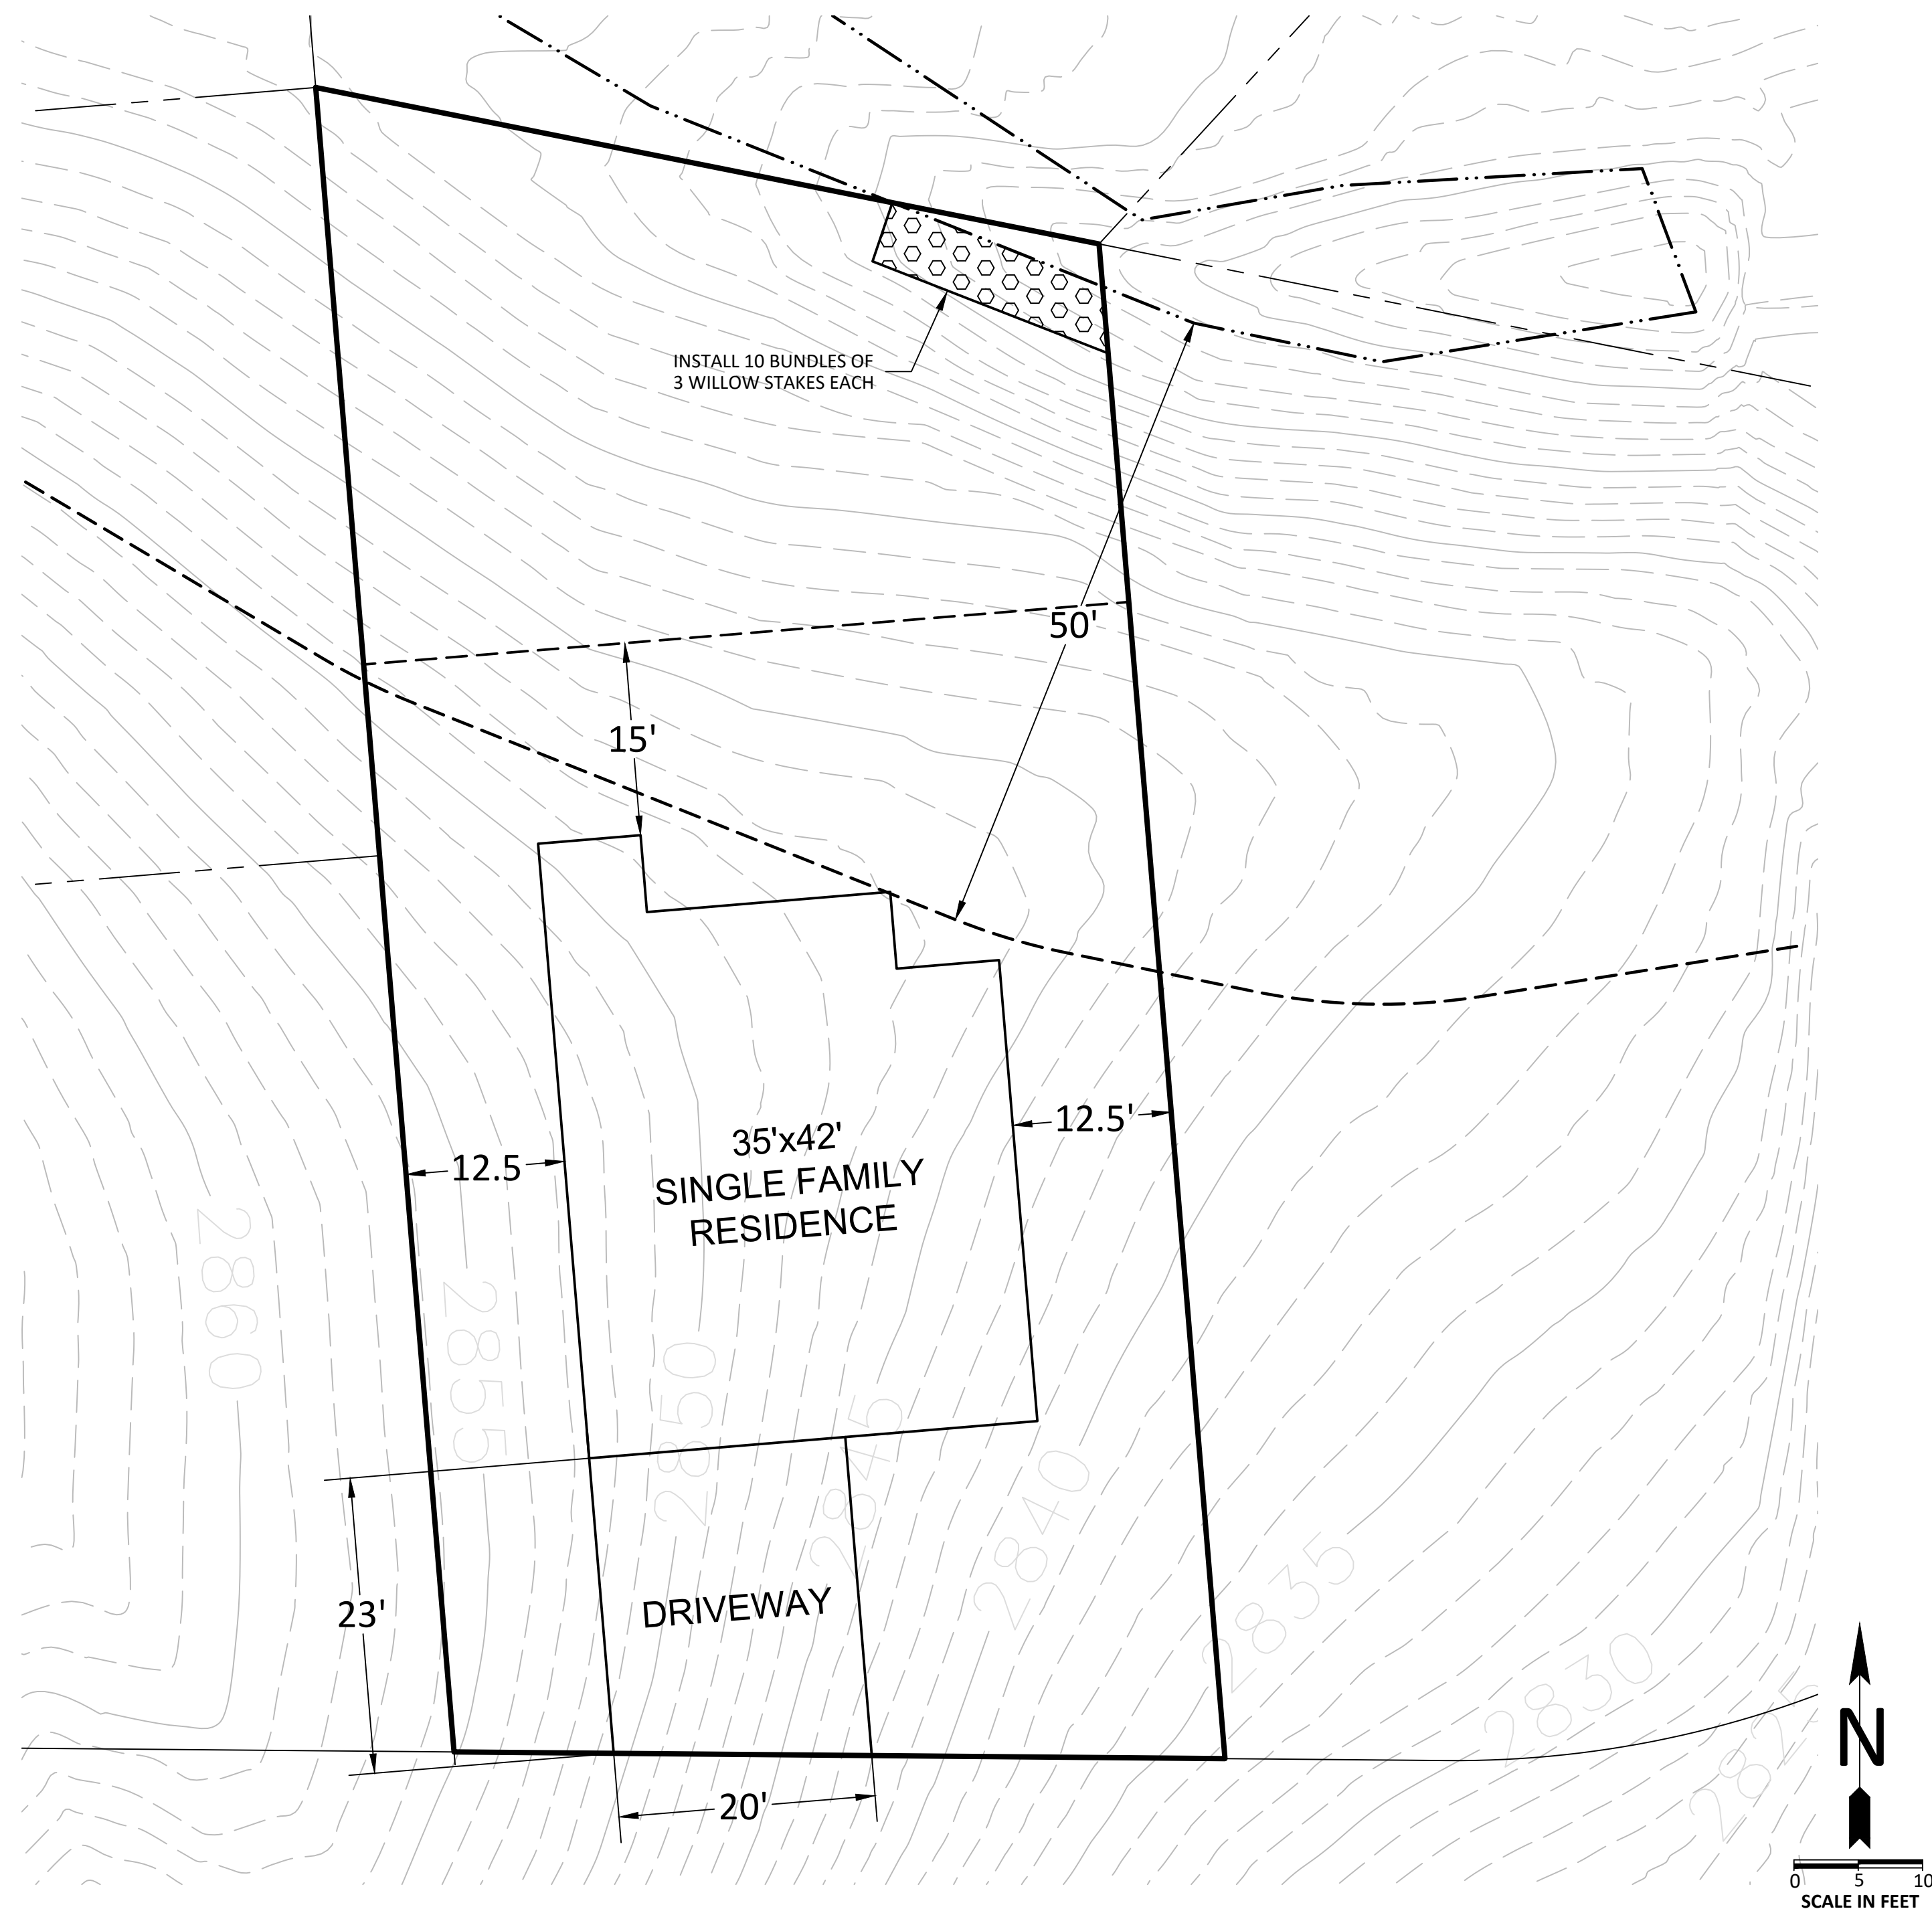 INSTALL 10 BUNDLES OF
3 WILLOW STAKES EACH
50'
15'
12.5'
35'x42'
SINGLE FAMILY
RESIDENCE
12.5
2860
2855
2850
2845
2840
2835
2830
DRIVEWAY
23'
20'
N
0 5 10
SCALE IN FEET